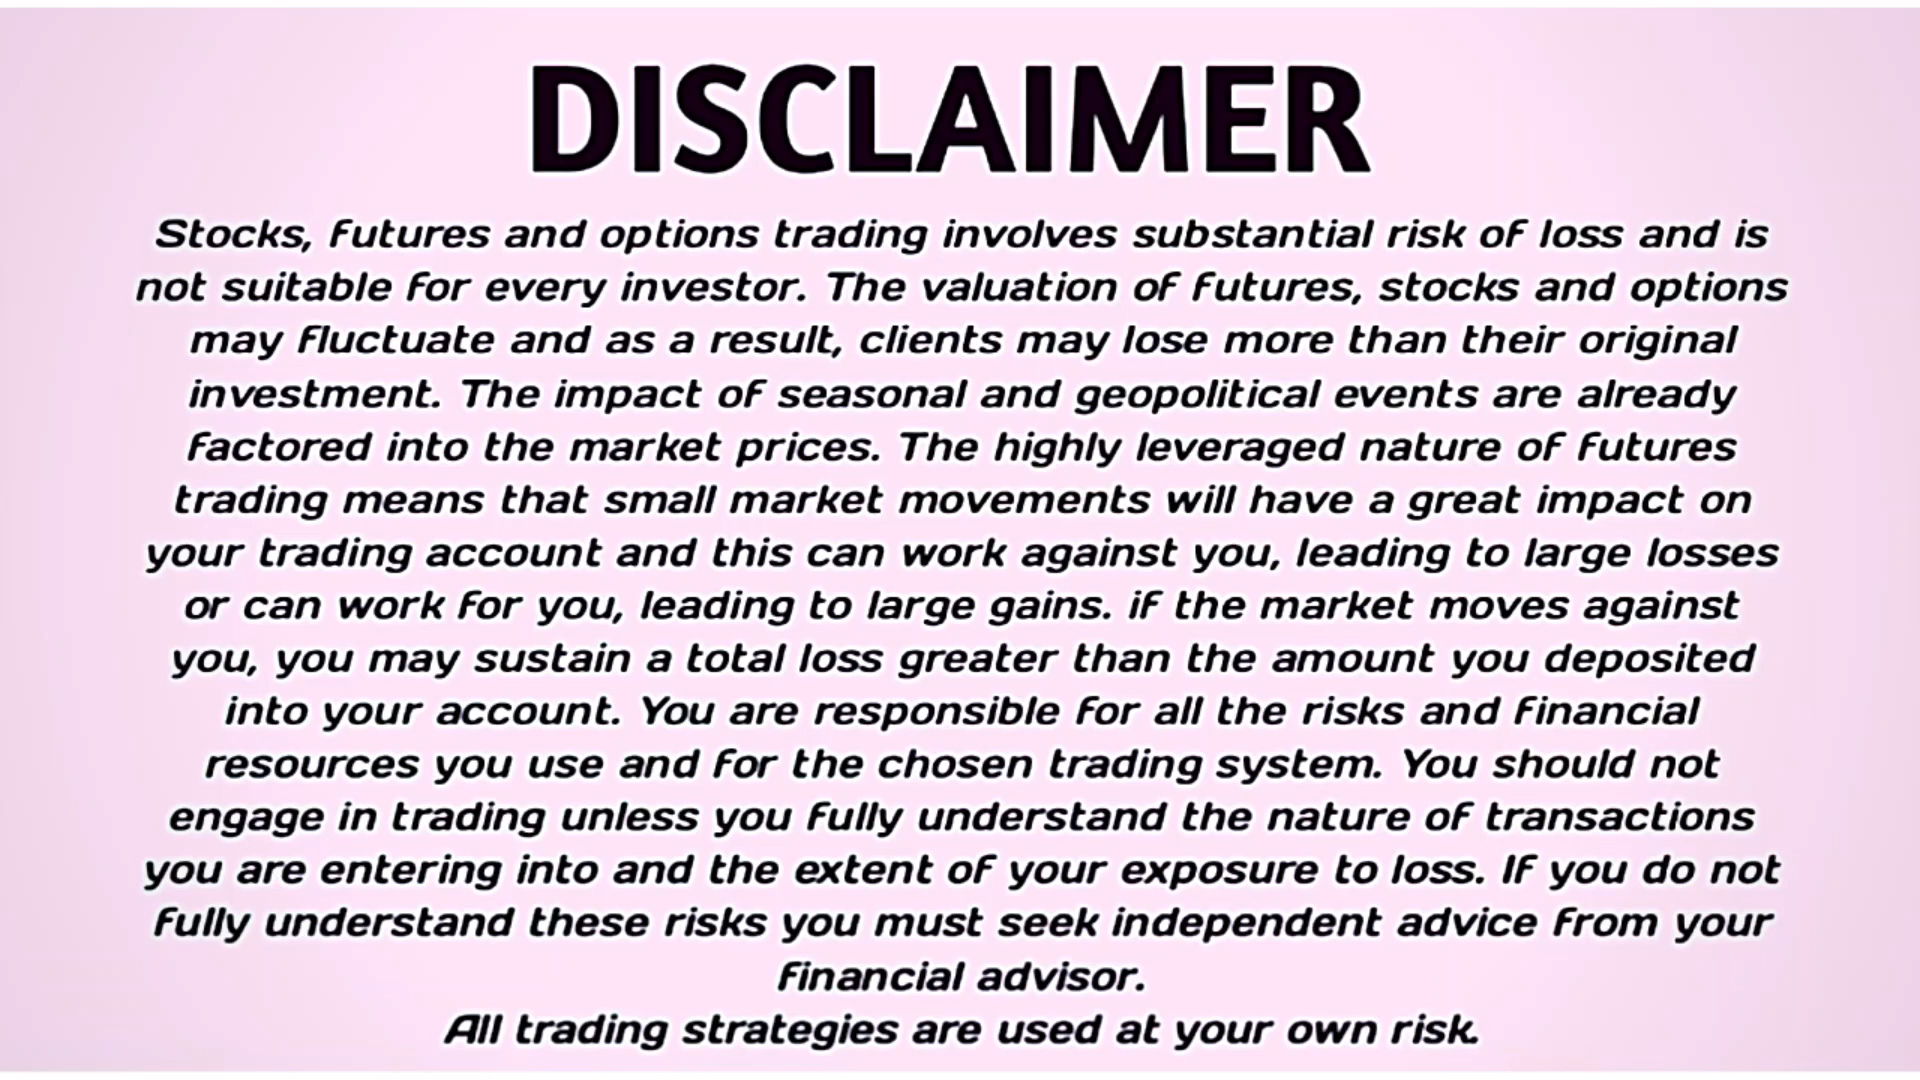 DISCLAIMER
Stocks, futures and options trading involves substantial risk of loss and is
not suitable for every investor. The valuation of futures, stocks and options
may fluctuate and as a result, clients may lose more than their original
investment. The impact of seasonal and geopolitical events are already
factored into the market prices. The highly leveraged nature of futures
trading means that small market movements will have a great impact on
your trading account and this can work against you, leading to large losses
or can work for you, leading to large gains. if the market moves against
you, you may sustain a total loss greater than the amount you deposited
into your account. You are responsible for all the risks and financial
resources you use and for the chosen trading system. You should not
engage in trading unless you fully understand the nature of transactions
you are entering into and the extent of your exposure to loss. If you do not
fully understand these risks you must seek independent advice from your
financial advisor.
All trading strategies are used at your own risk.